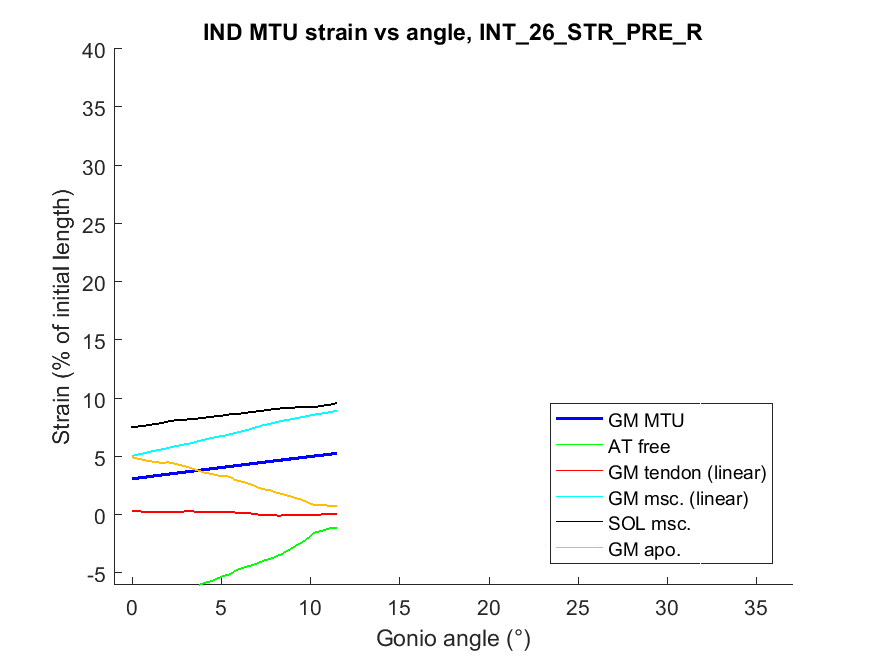 IND MTU strain vs angle, INT_26_STR_PRE_R
Strain (% of initial length)
40
35
30
25
20
15
10
5
0
-5
0 5 10 15 20 25 30 35
Gonio angle (°)
GM MTU
AT free
GM tendon (linear)
GM msc. (linear)
SOL msc.
GM apo.